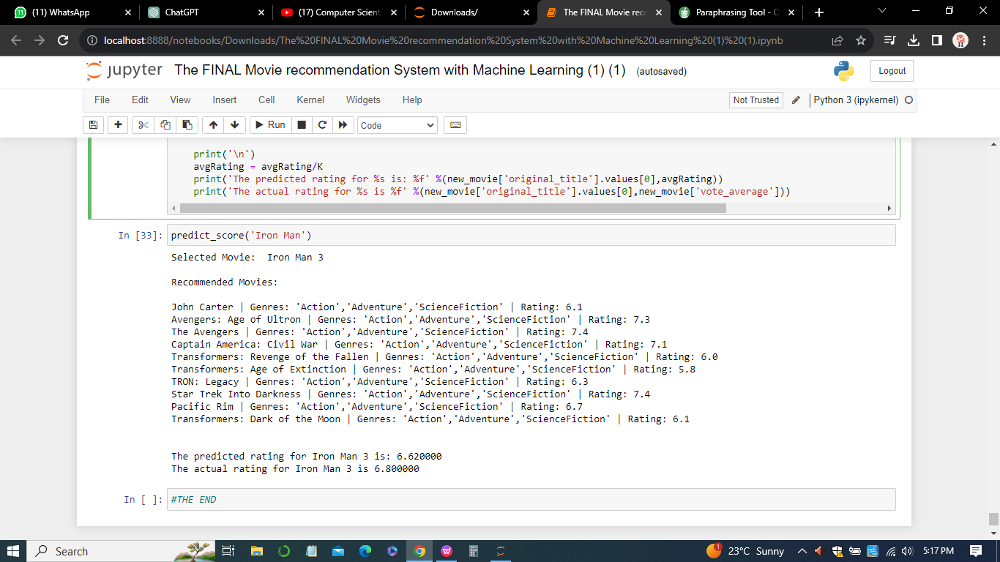 (11) WhatsApp
ChatGPT
(17) Computer Scien
Downloads/
The FINAL Movie rec
Paraphrasing Tool -
localhost:8888/notebooks/Downloads/The%20FINAL%20Movie%20recommendation%20System%20with%20Machine%20Learning%20(1)%20(1).ipynb
jupyter The FINAL Movie recommendation System with Machine Learning (1) (1) (autosaved)
Logout
File Edit View Insert Cell Kernel Widgets Help
Not Trusted
Python 3 (ipykernel)
Run
Code
print('\n')
avgRating = avgRating/K
print('The predicted rating for %s is: %f' %(new_movie['original_title'].values[0],avgRating))
print('The actual rating for %s is %f' %(new_movie['original_title'].values[0],new_movie['vote_average']))
In [33]: predict_score('Iron Man')
Selected Movie:  Iron Man 3
Recommended Movies:
John Carter | Genres: 'Action','Adventure','ScienceFiction' | Rating: 6.1
Avengers: Age of Ultron | Genres: 'Action','Adventure','ScienceFiction' | Rating: 7.3
The Avengers | Genres: 'Action','Adventure','ScienceFiction' | Rating: 7.4
Captain America: Civil War | Genres: 'Action','Adventure','ScienceFiction' | Rating: 7.1
Transformers: Revenge of the Fallen | Genres: 'Action','Adventure','ScienceFiction' | Rating: 6.0
Transformers: Age of Extinction | Genres: 'Action','Adventure','ScienceFiction' | Rating: 5.8
TRON: Legacy | Genres: 'Action','Adventure','ScienceFiction' | Rating: 6.3
Star Trek Into Darkness | Genres: 'Action','Adventure','ScienceFiction' | Rating: 7.4
Pacific Rim | Genres: 'Action','Adventure','ScienceFiction' | Rating: 6.7
Transformers: Dark of the Moon | Genres: 'Action','Adventure','ScienceFiction' | Rating: 6.1
The predicted rating for Iron Man 3 is: 6.620000
The actual rating for Iron Man 3 is 6.800000
In [ ]: #THE END
Search
1
23°C Sunny
5:17 PM